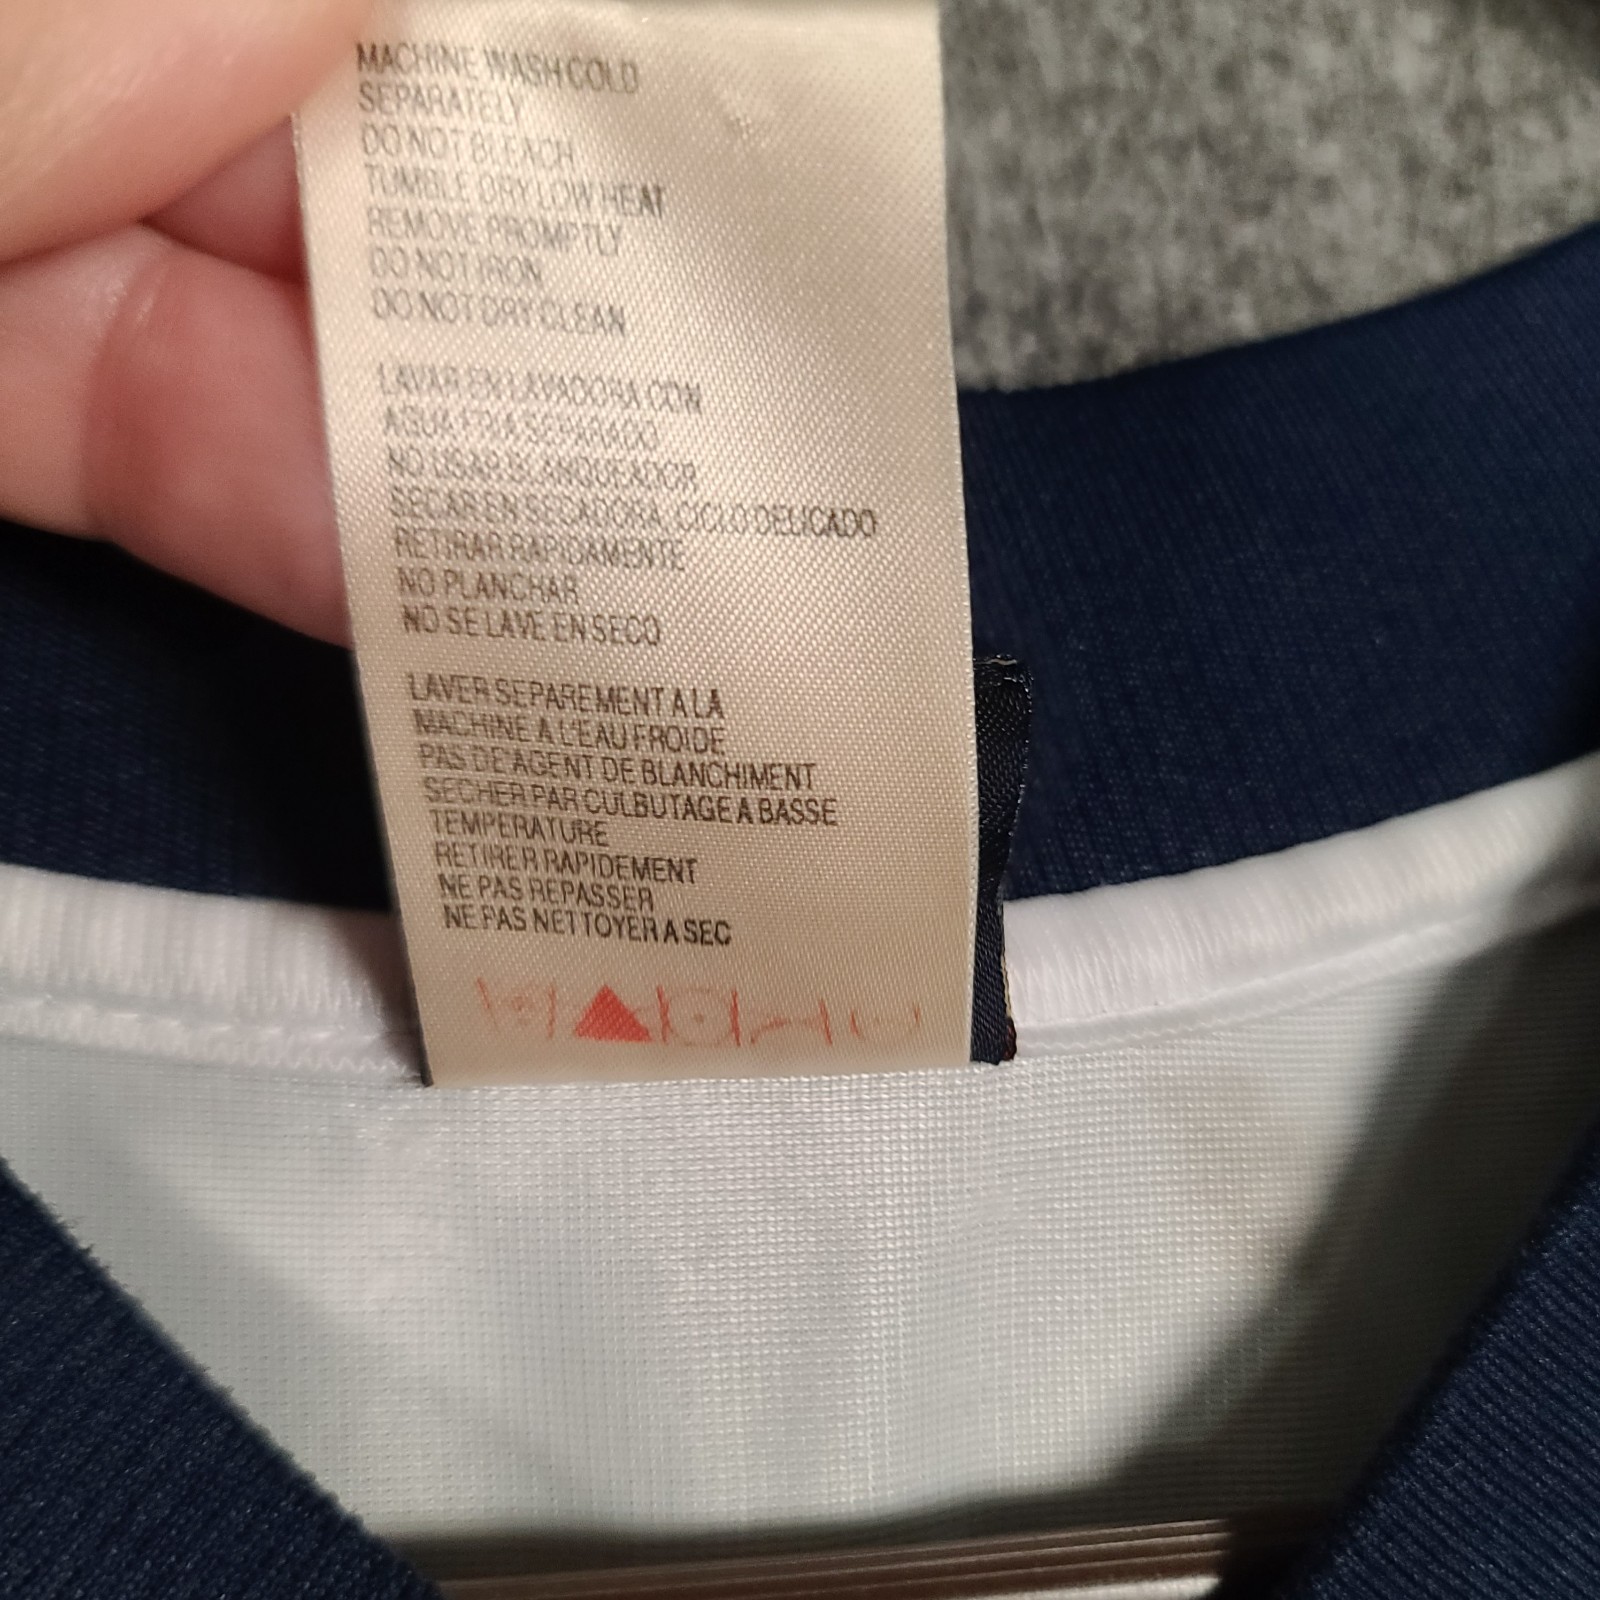 MACHINE WASH COLD
SEPARATELY
DO NOT BLEACH
TUMBLE DRY LOW HEAT
REMOVE PROMPTLY
DO NOT IRON
DO NOT DRY CLEAN
LAVAR EN LAVADORA CON
AGUA FRIA SEPARADO
NO USAR BLANQUEADOR
SECAR EN SECADORA, CICLO DELICADO
RETIRAR RAPIDAMENTE
NO PLANCHAR
NO SE LAVE EN SECO
LAVER SEPAREMENT A LA
MACHINE A L'EAU FROIDE
PAS DE AGENT DE BLANCHIMENT
SECHER PAR CULBUTAGE A BASSE
TEMPERATURE
RETIRER RAPIDEMENT
NE PAS REPASSER
NE PAS NETTOYER A SEC